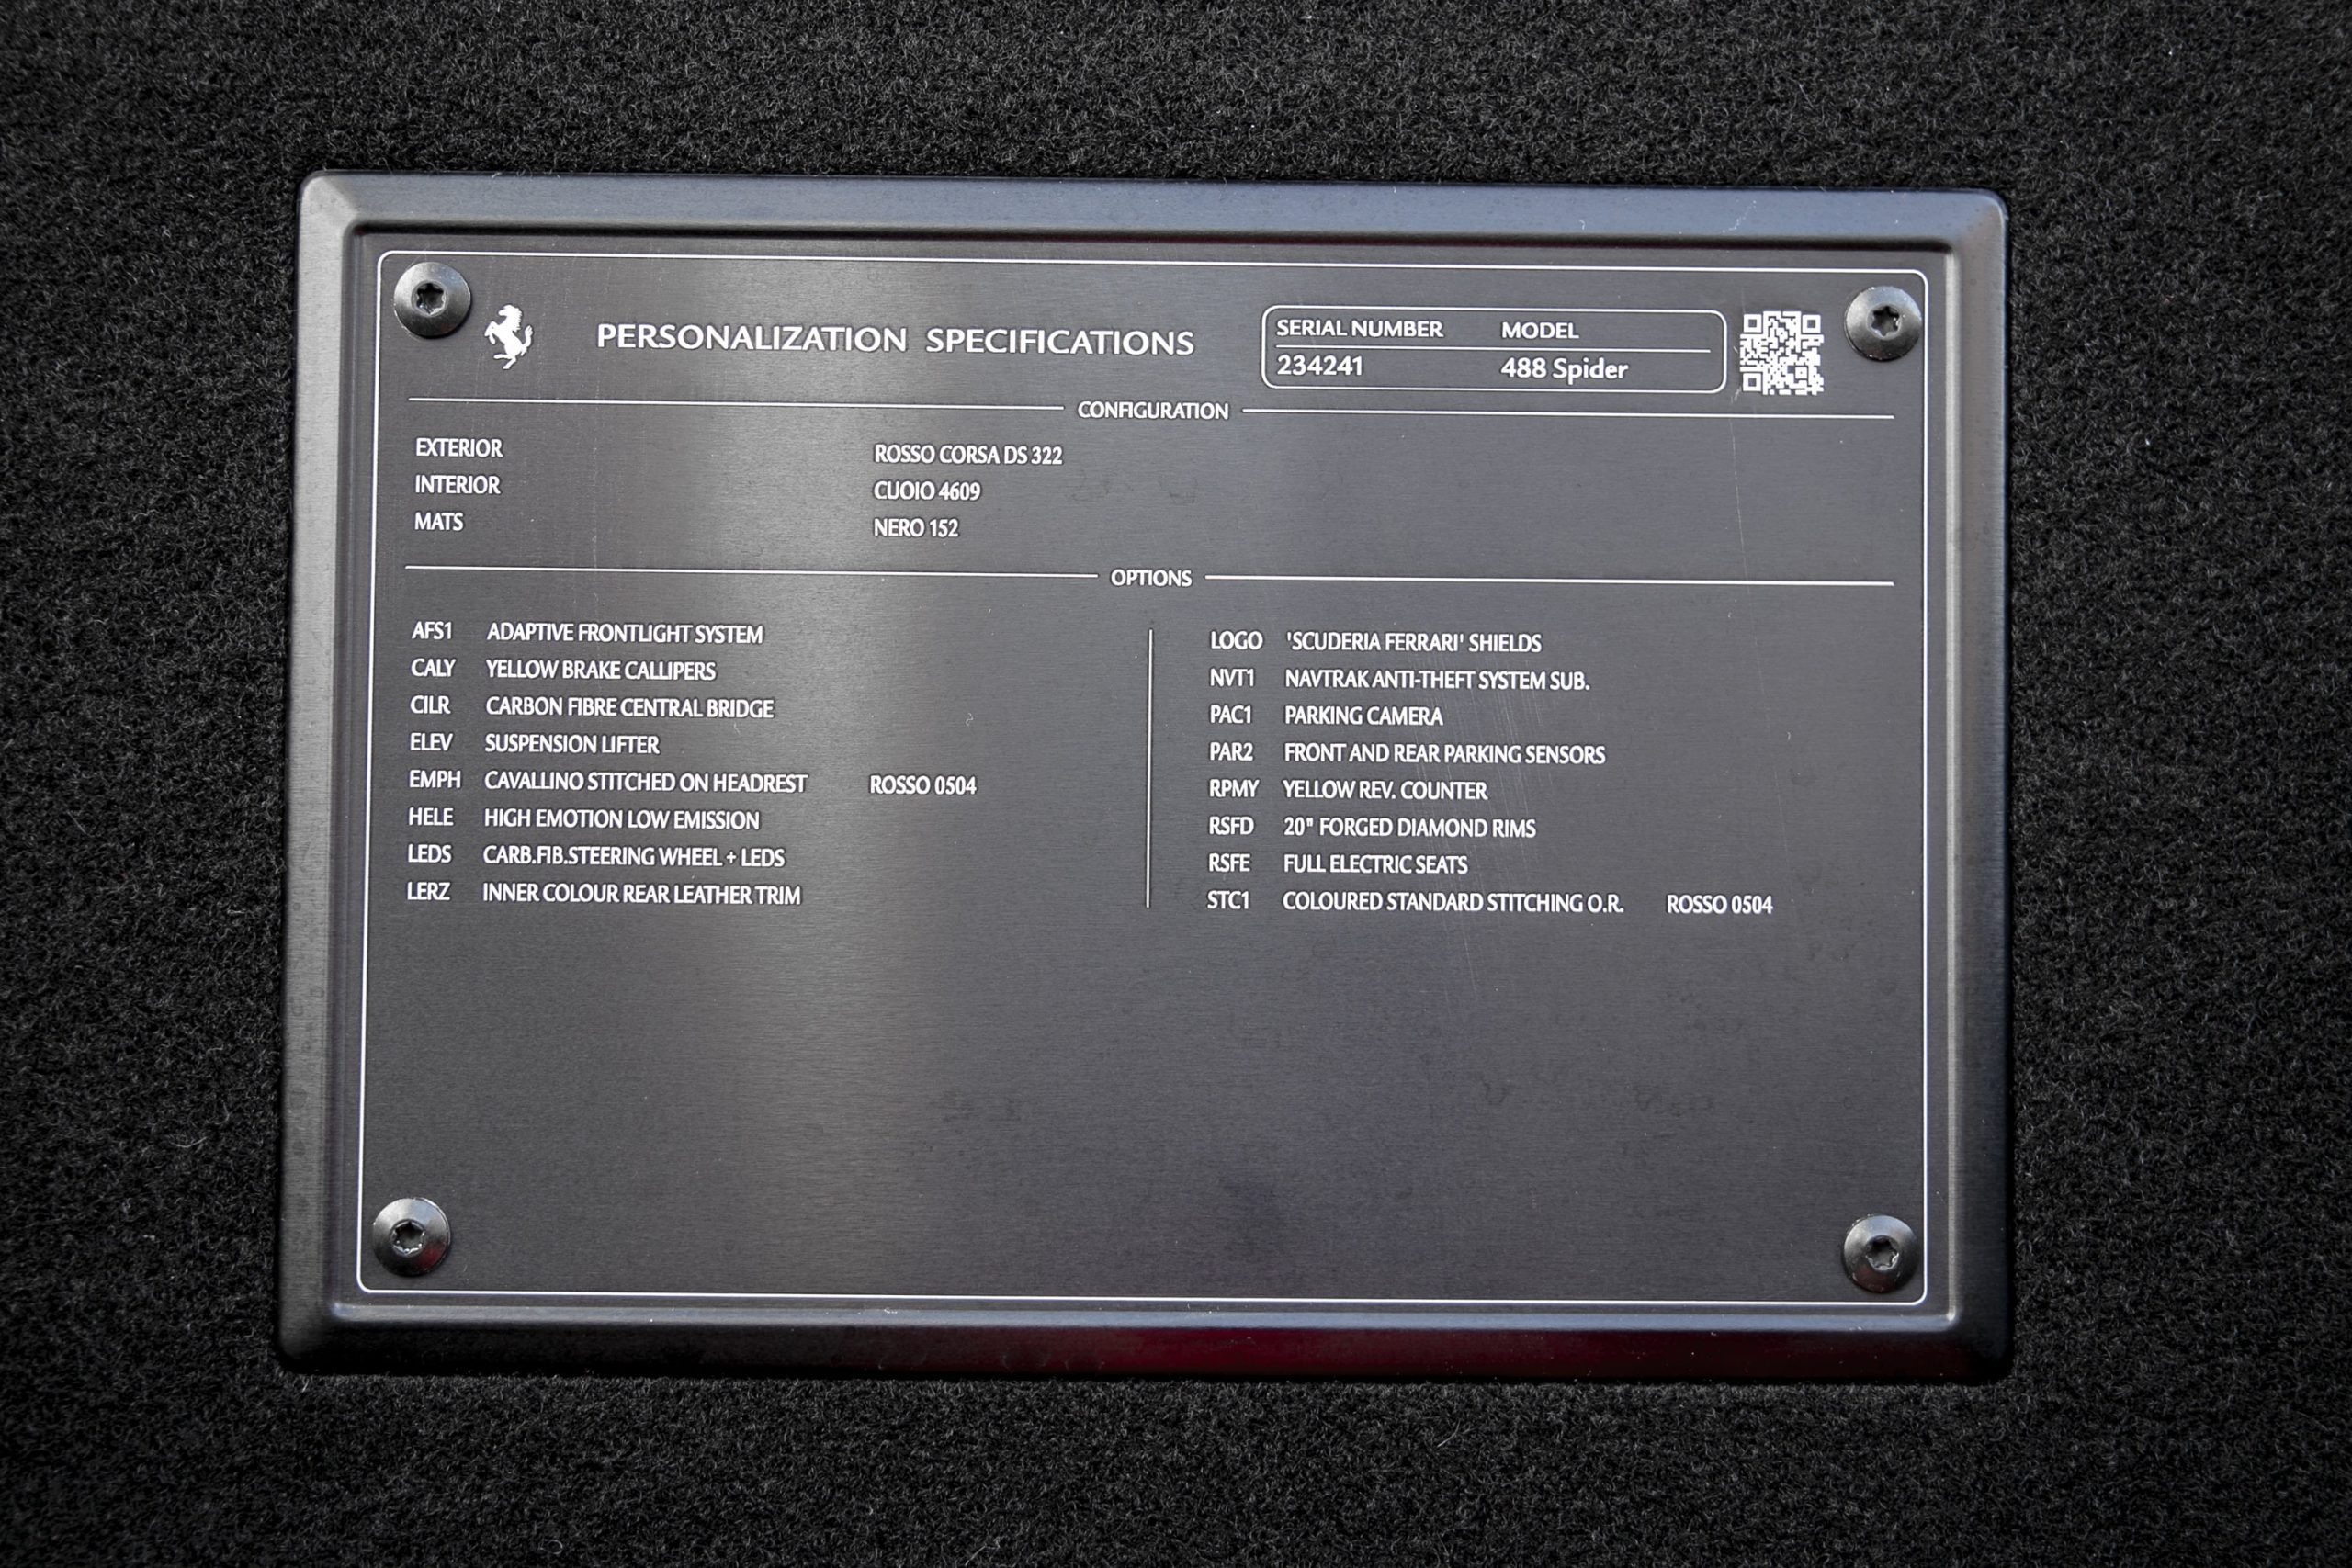 PERSONALIZATION SPECIFICATIONS
SERIAL NUMBER MODEL
234241 488 Spider
CONFIGURATION
EXTERIOR ROSSO CORSA DS 322
INTERIOR CUOIO 4609
MATS NERO 152
OPTIONS
AFS1 ADAPTIVE FRONTLIGHT SYSTEM
CALY YELLOW BRAKE CALLIPERS
CILR CARBON FIBRE CENTRAL BRIDGE
ELEV SUSPENSION LIFTER
EMPH CAVALLINO STITCHED ON HEADREST ROSSO 0504
HELE HIGH EMOTION LOW EMISSION
LEDS CARB.FIB.STEERING WHEEL + LEDS
LERZ INNER COLOUR REAR LEATHER TRIM
LOGO 'SCUDERIA FERRARI' SHIELDS
NVT1 NAVTRAK ANTI-THEFT SYSTEM SUB.
PAC1 PARKING CAMERA
PAR2 FRONT AND REAR PARKING SENSORS
RPMY YELLOW REV. COUNTER
RSFD 20" FORGED DIAMOND RIMS
RSFE FULL ELECTRIC SEATS
STC1 COLOURED STANDARD STITCHING O.R. ROSSO 0504